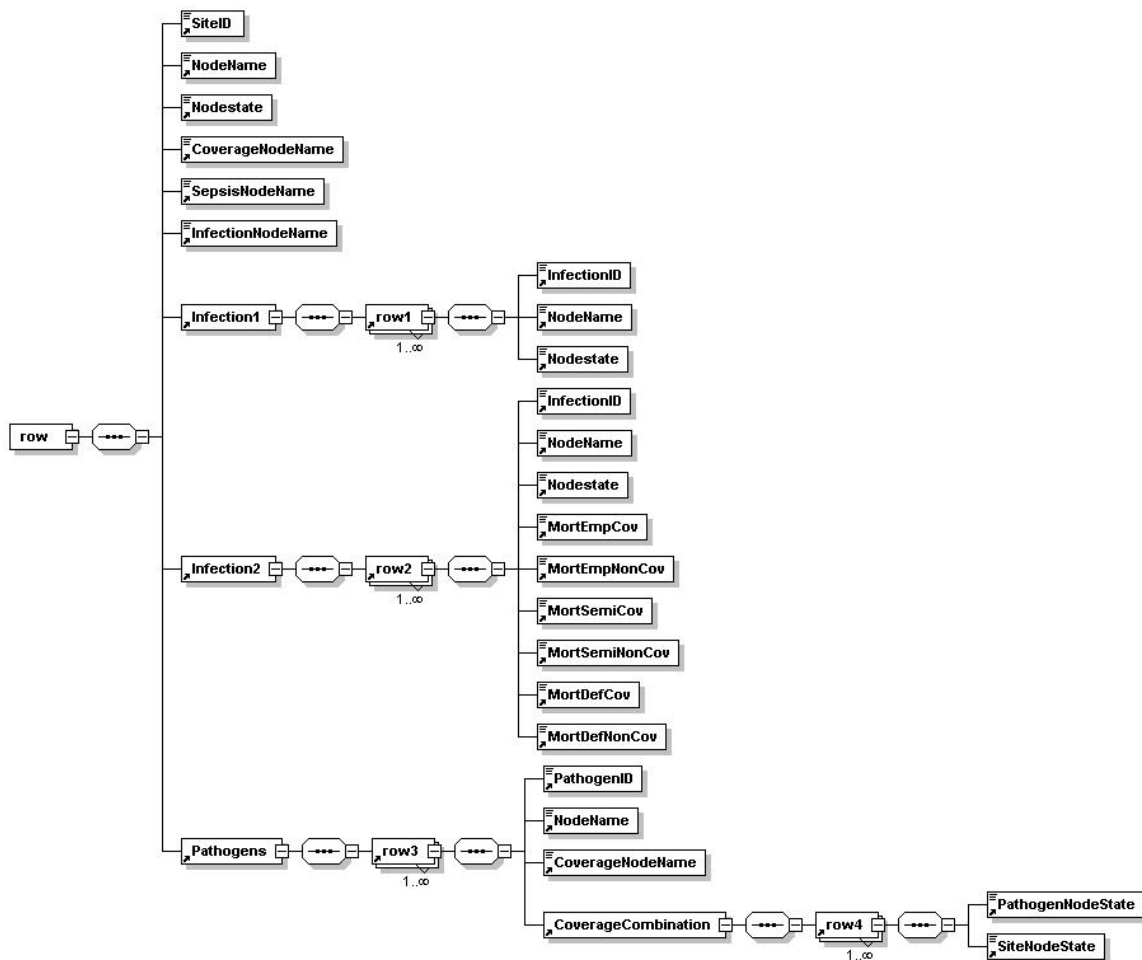 SiteID
NodeName
Nodestate
CoverageNodeName
SepsisNodeName
InfectionNodeName
InfectionID
Infection1
row1
NodeName
1..∞
Nodestate
InfectionID
row
NodeName
Nodestate
MortEmpCov
Infection2
row2
MortEmpNonCov
1..∞
MortSemiCov
MortSemiNonCov
MortDefCov
MortDefNonCov
PathogenID
NodeName
Pathogens
row3
CoverageNodeName
1..∞
PathogenNodeState
CoverageCombination
row4
SiteNodeState
1..∞